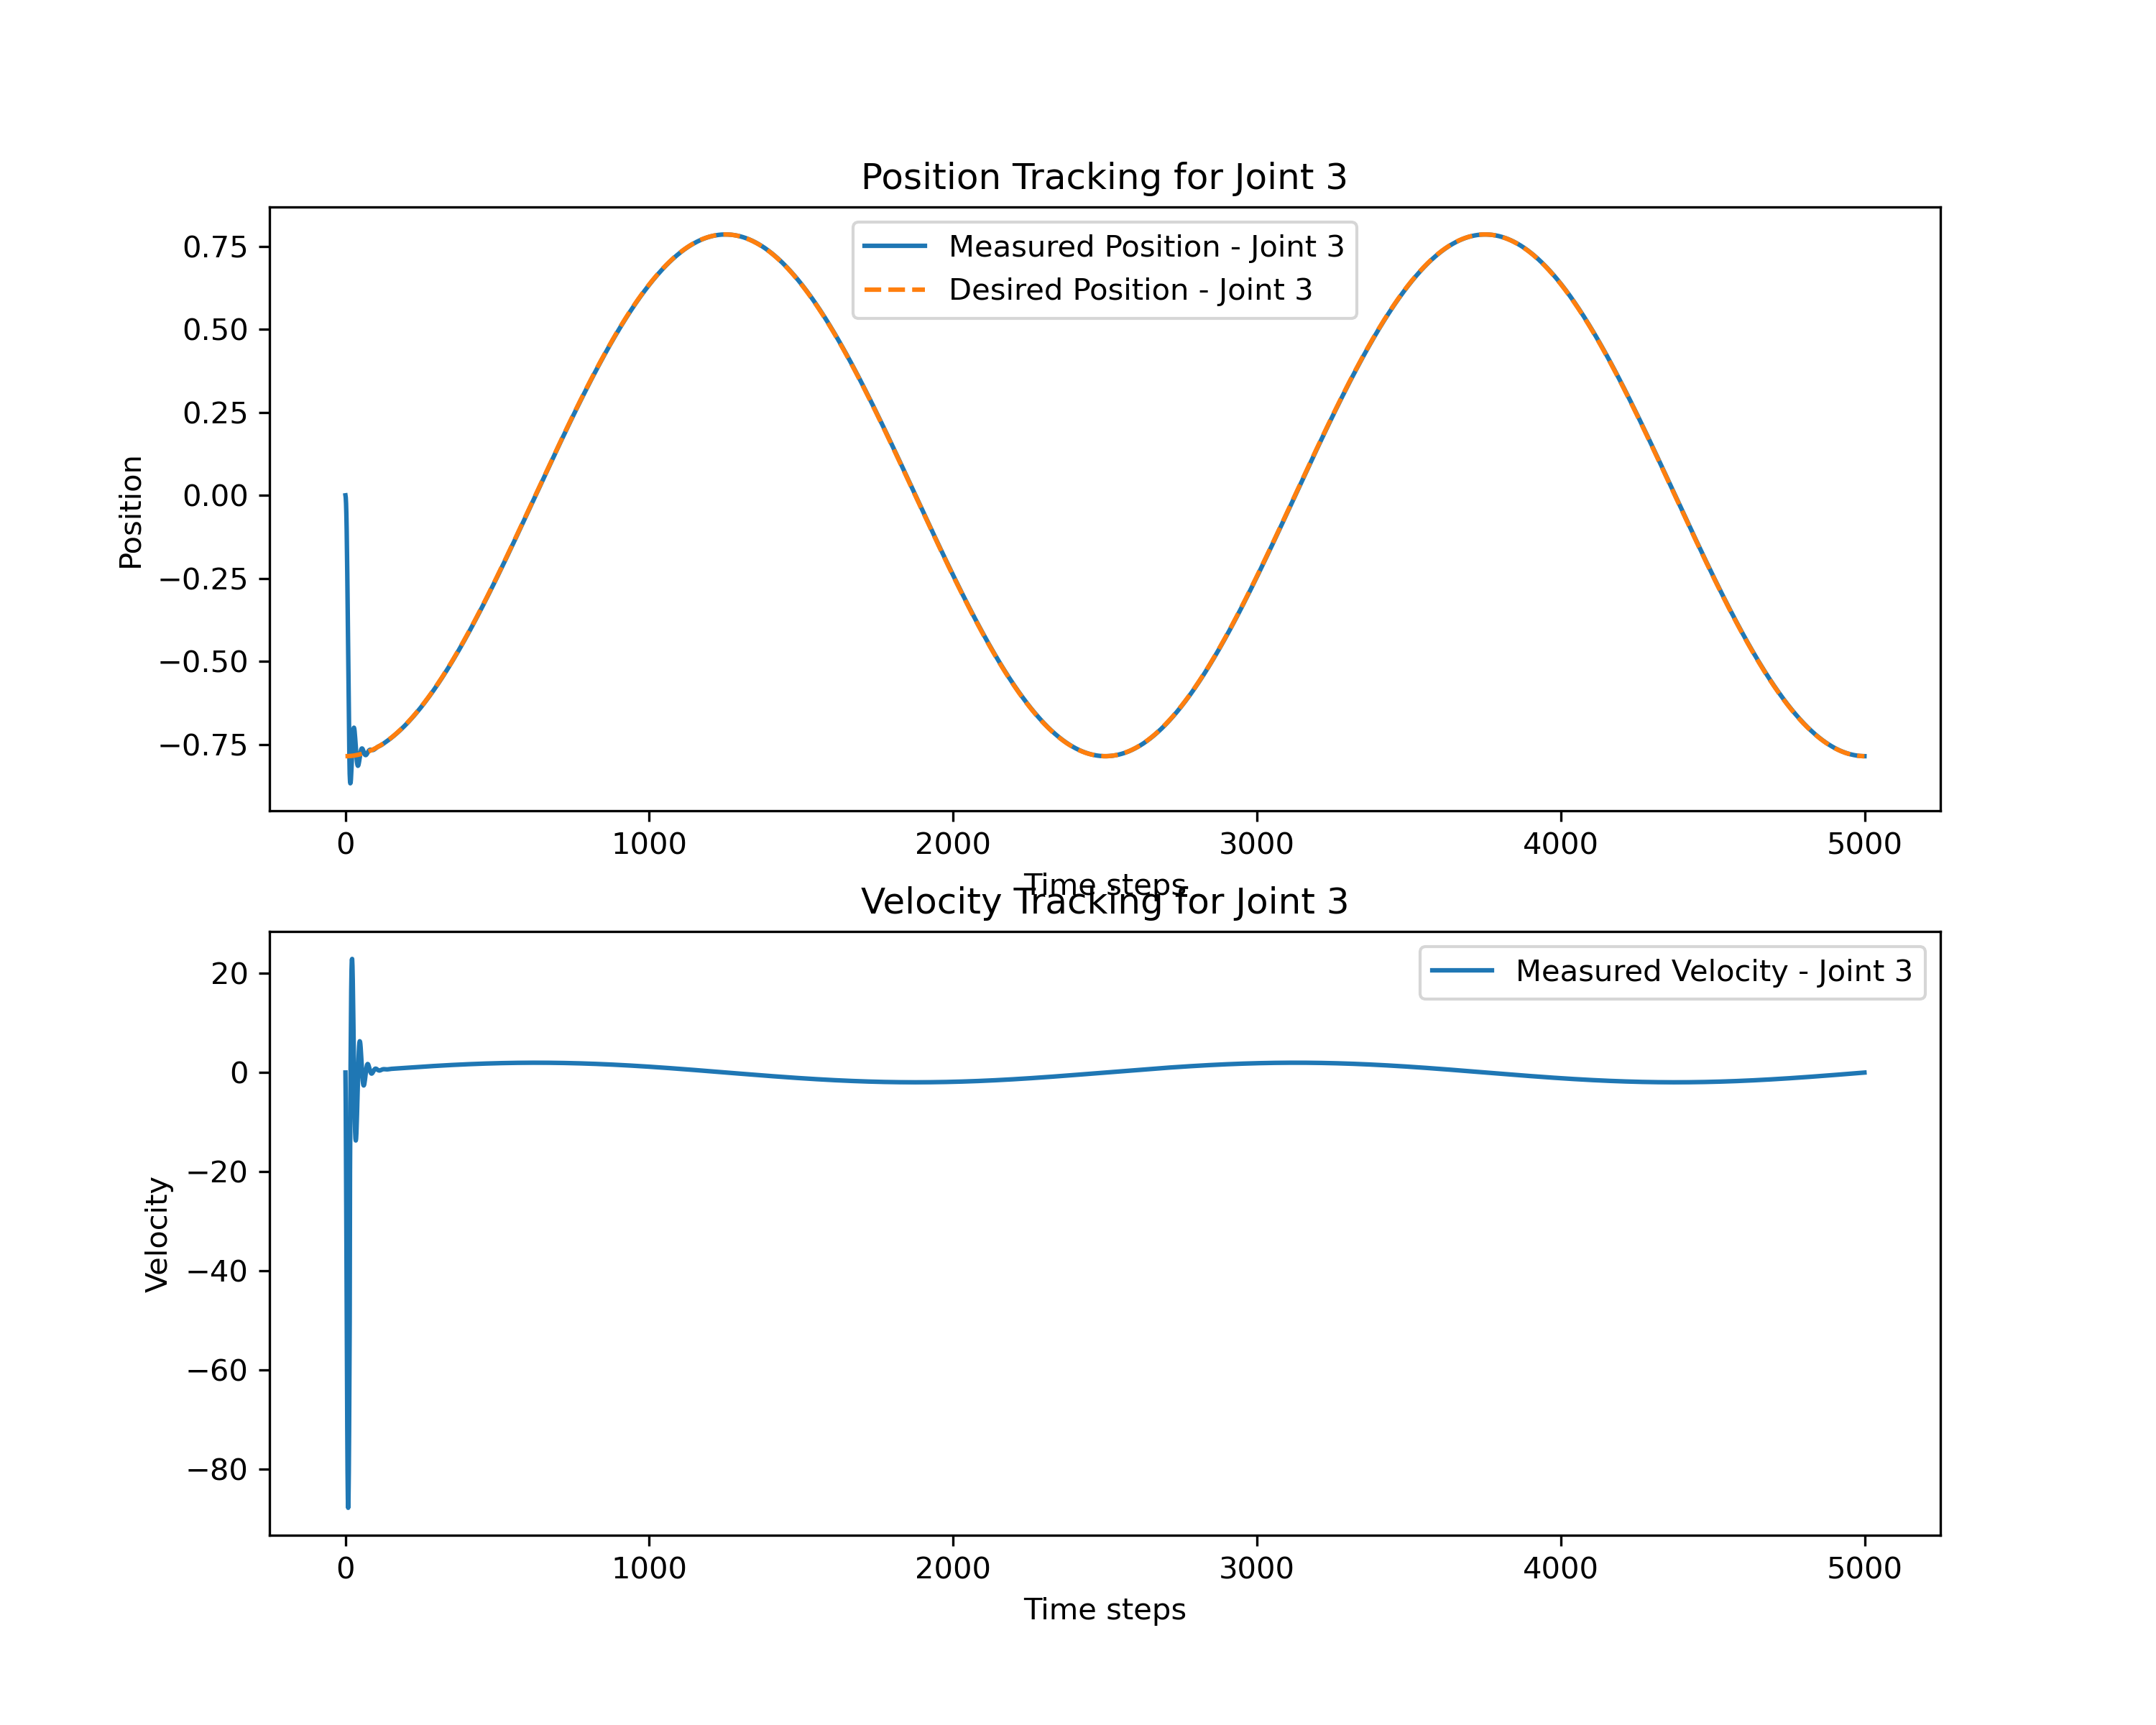 Position Tracking for Joint 3
Measured Position - Joint 3
Desired Position - Joint 3
0.75
0.50
0.25
0.00
−0.25
−0.50
−0.75
Position
0 1000 2000 3000 4000 5000
Time steps
Velocity Tracking for Joint 3
Measured Velocity - Joint 3
20
0
−20
−40
−60
−80
Velocity
0 1000 2000 3000 4000 5000
Time steps